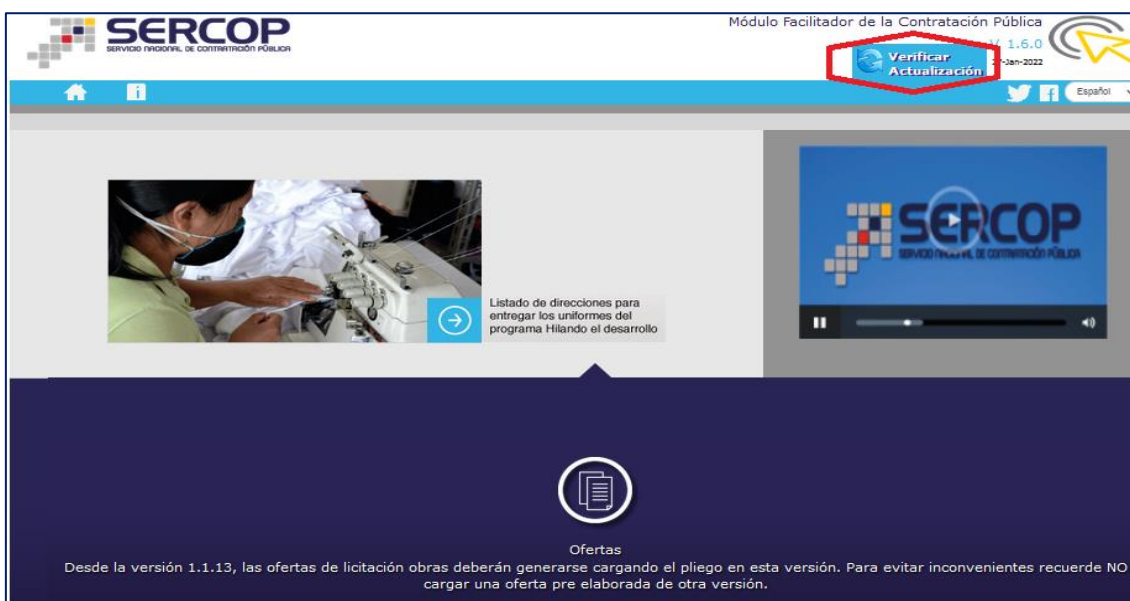 SERCOP
SERVICIO NACIONAL DE CONTRATACIÓN PÚBLICA
Módulo Facilitador de la Contratación Pública
V. 1.6.0
-Jan-2022
Verificar
Actualización
Español
Listado de direcciones para
entregar los uniformes del
programa Hilando el desarrollo
SERCOP
SERVICIO NACIONAL DE CONTRATACIÓN PÚBLICA
Ofertas
Desde la versión 1.1.13, las ofertas de licitación obras deberán generarse cargando el pliego en esta versión. Para evitar inconvenientes recuerde NO
cargar una oferta pre elaborada de otra versión.